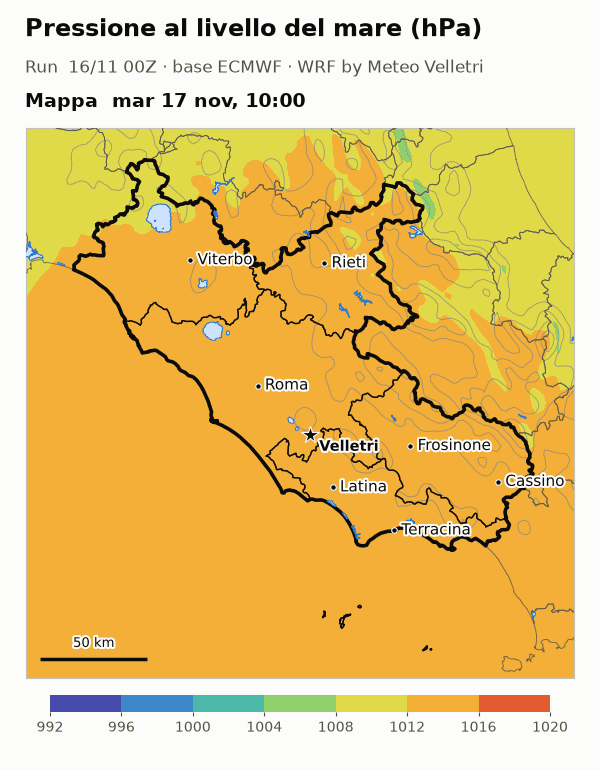 Pressione al livello del mare (hPa)
Run  16/11 00Z · base ECMWF · WRF by Meteo Velletri
Mappa  mar 17 nov, 10:00
Viterbo
Rieti
Roma
Velletri
Frosinone
Cassino
Latina
Terracina
50 km
992 996 1000 1004 1008 1012 1016 1020